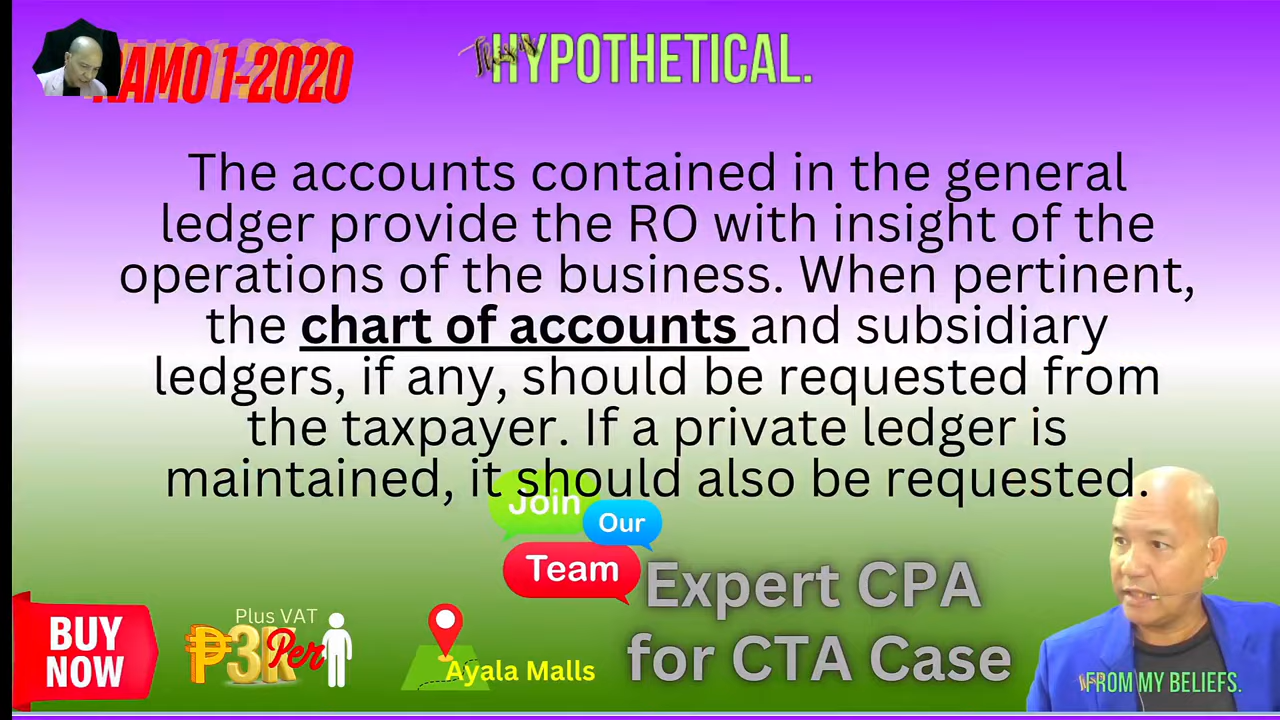 RAMO 1-2020
HYPOTHETICAL.
The accounts contained in the general
ledger provide the RO with insight of the
operations of the business. When pertinent,
the chart of accounts and subsidiary
ledgers, if any, should be requested from
the taxpayer. If a private ledger is
maintained, it should also be requested.
Join
Our
Team
Expert CPA
for CTA Case
BUY
NOW
Plus VAT
₱3K Per
Ayala Malls
FROM MY BELIEFS.